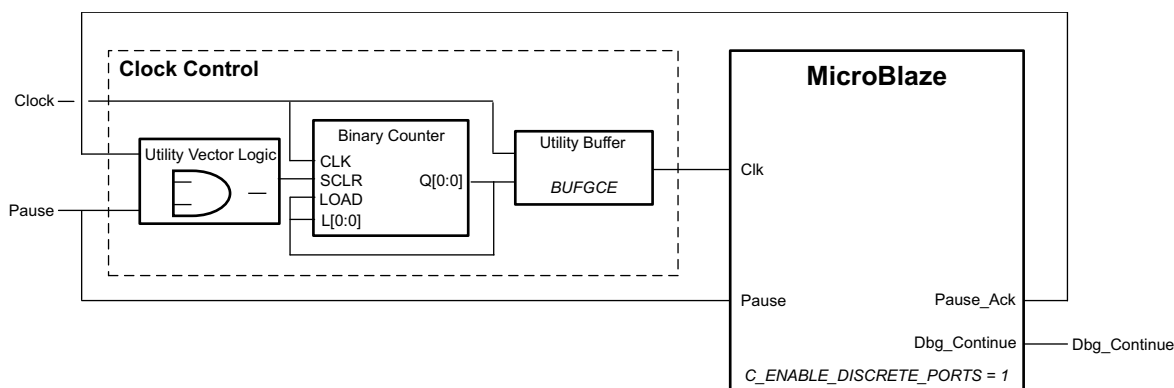 MicroBlaze
Clock Control
Clock
Binary Counter
Utility Vector Logic
Utility Buffer
CLK
SCLR
Q[0:0]
LOAD
L[0:0]
BUFGCE
Clk
Pause
Pause
Pause_Ack
Dbg_Continue
Dbg_Continue
C_ENABLE_DISCRETE_PORTS = 1